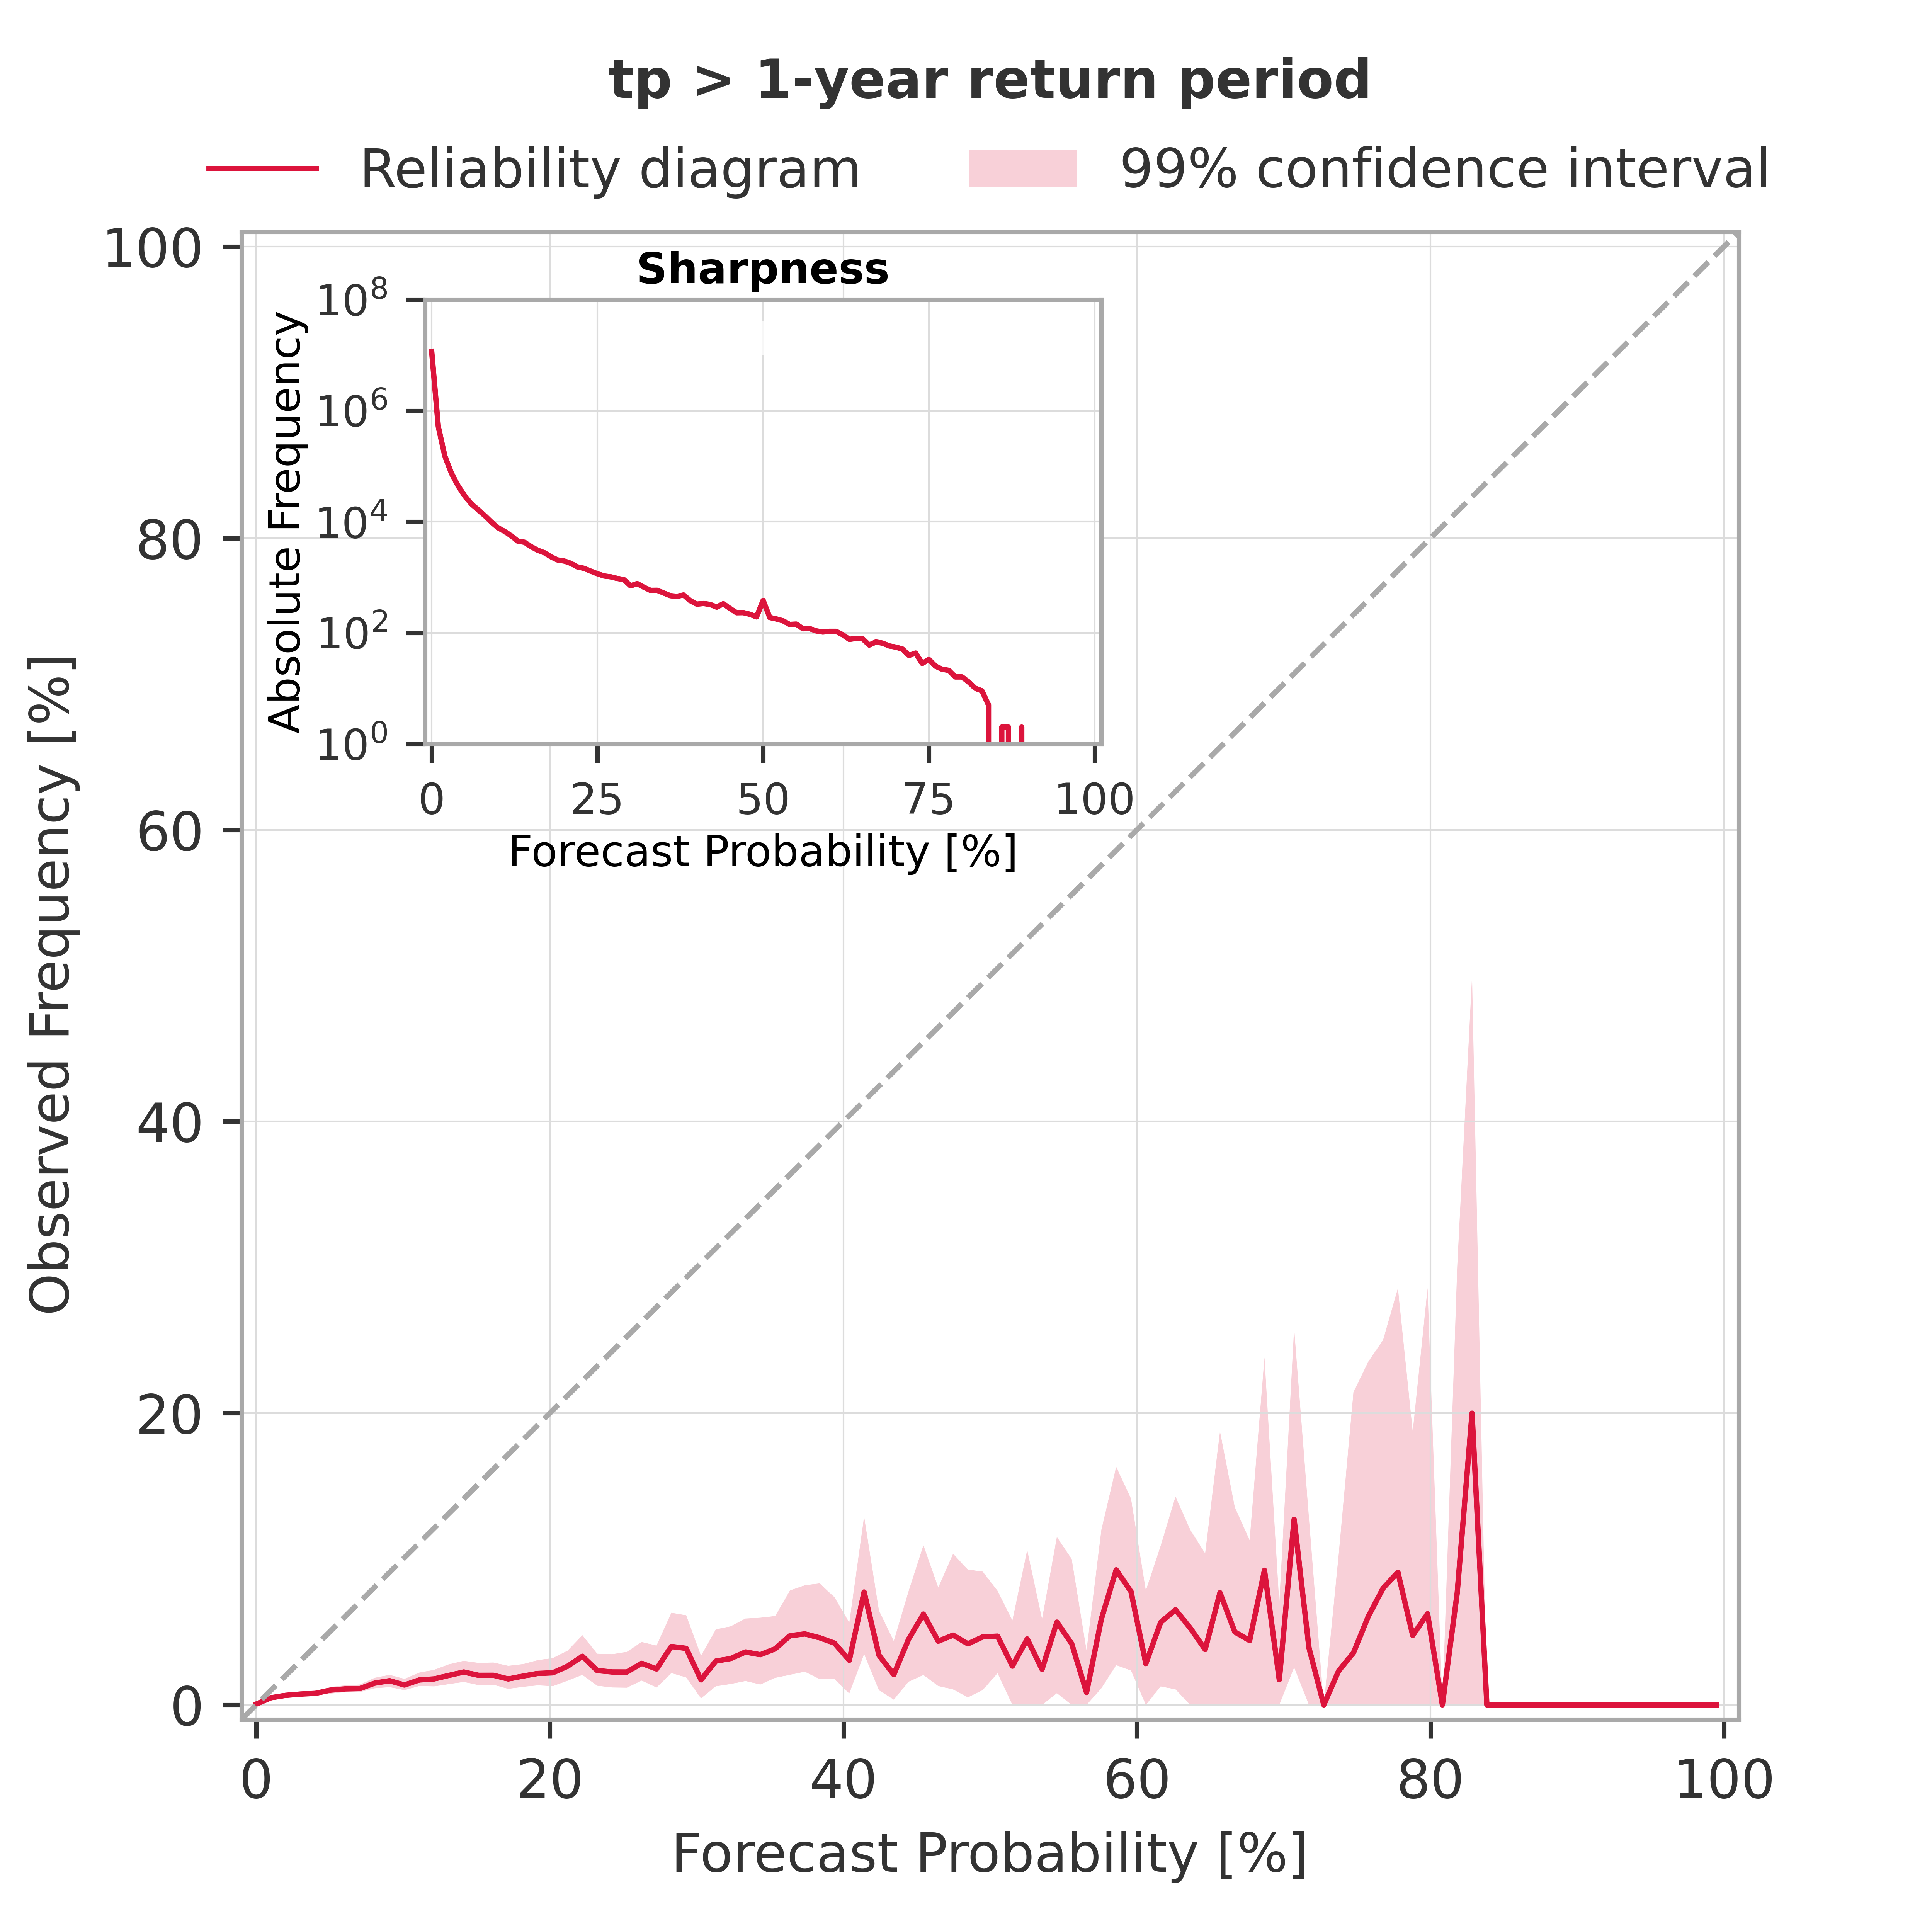 tp > 1-year return period
Reliability diagram
99% confidence interval
Sharpness
Absolute Frequency
10^8
10^6
10^4
10^2
10^0
0 25 50 75 100
Forecast Probability [%]
Observed Frequency [%]
100
80
60
40
20
0
0 20 40 60 80 100
Forecast Probability [%]